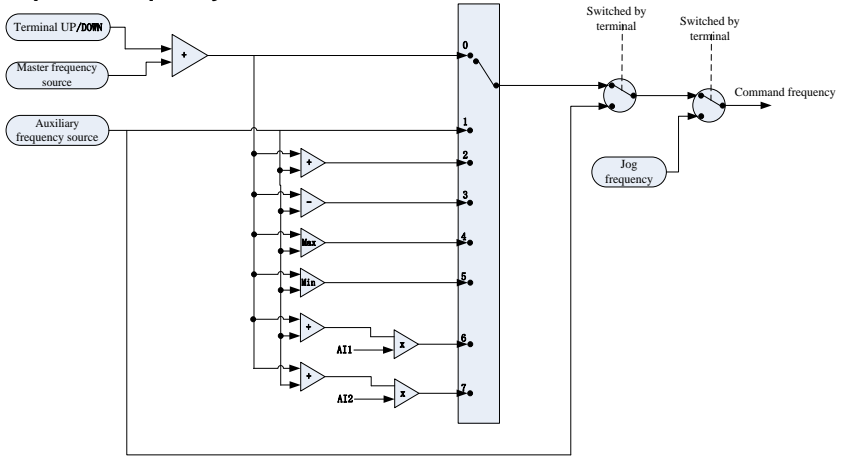 Terminal UP/DOWN
Master frequency
source
Auxiliary
frequency source
+
0
1
+
2
-
3
Max
4
Min
5
+
AI1
x
6
+
AI2
x
7
Switched by
terminal
Switched by
terminal
Command frequency
Jog
frequency